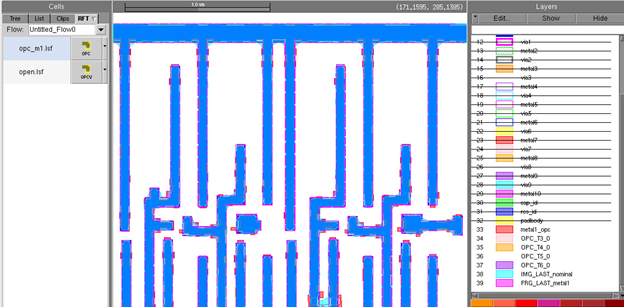 Cells
Tree List Clips RFT
Flow: Untitled_Flow0
opc_m1.lsf
OPC
open.lsf
OPCV
(171.1595, 285.1385)
Layers
Edit... Show Hide
12 via1
13 metal2
14 via2
15 metal3
16 via3
17 metal4
18 via4
19 metal5
20 via5
21 metal6
22 via6
23 metal7
24 via7
25 metal8
26 via8
27 metal9
28 via9
29 metal10
30 cap_id
31 res_id
32 padbody
33 metal1_opc
34 OPC_T3_0
35 OPC_T4_0
36 OPC_T5_0
37 OPC_T6_0
38 IMG_LAST_nominal
39 FRG_LAST_metal1